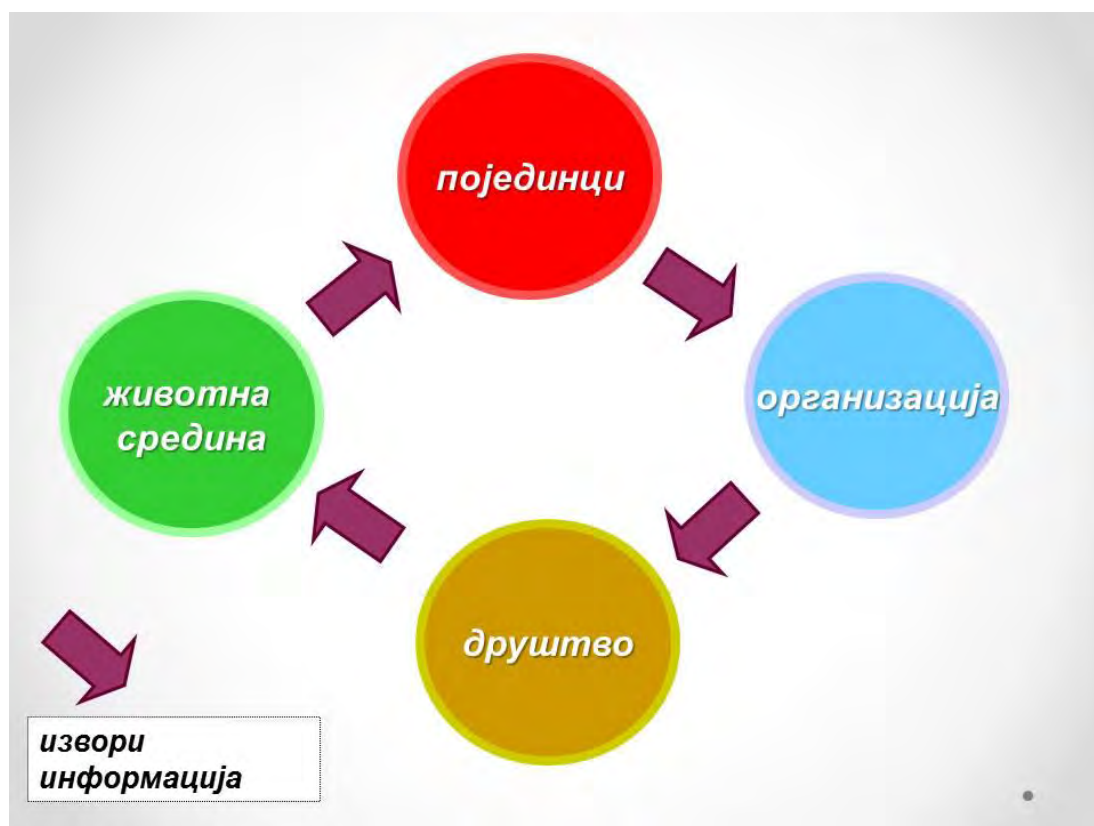 појединци
организација
животна
средина
друштво
извори
информација